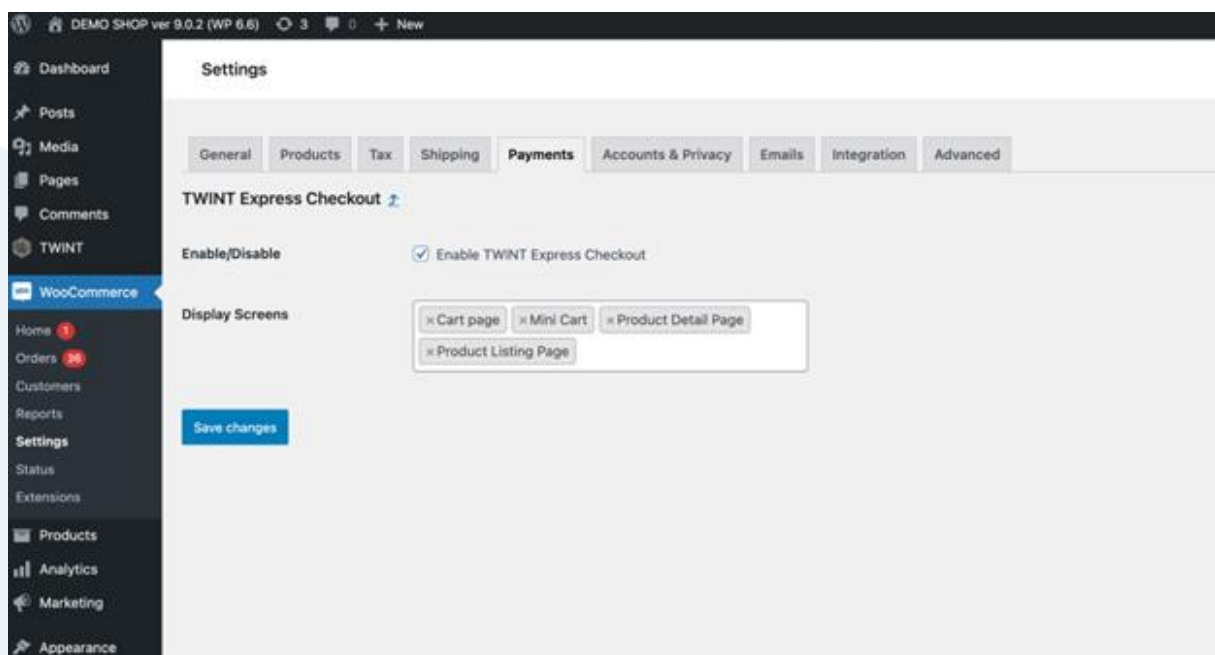 DEMO SHOP ver 9.0.2 (WP 6.6) 3 0 + New
Dashboard
Posts
Media
Pages
Comments
TWINT
WooCommerce
Home 1
Orders 36
Customers
Reports
Settings
Status
Extensions
Products
Analytics
Marketing
Appearance
Settings
General Products Tax Shipping Payments Accounts & Privacy Emails Integration Advanced
TWINT Express Checkout
Enable/Disable Enable TWINT Express Checkout
Display Screens
×Cart page ×Mini Cart ×Product Detail Page
×Product Listing Page
Save changes